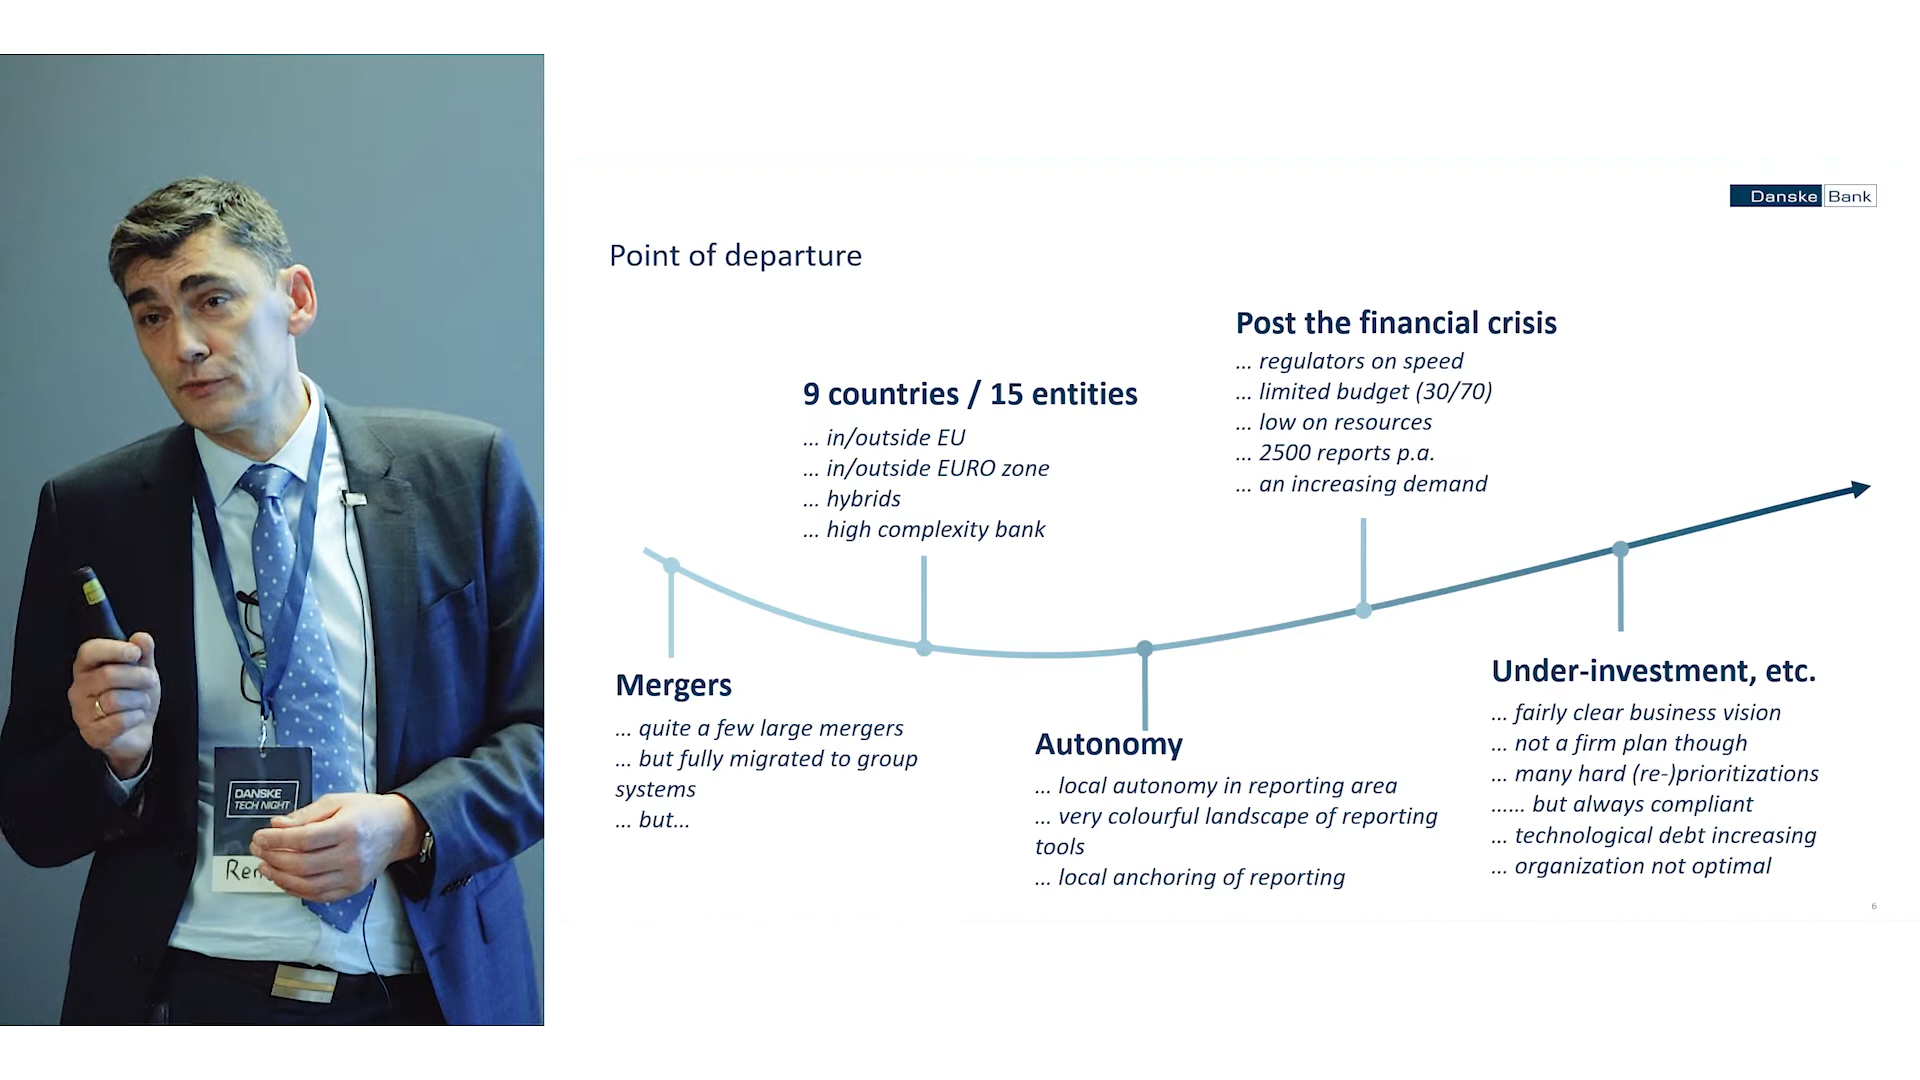 Danske Bank
Point of departure
Post the financial crisis
... regulators on speed
... limited budget (30/70)
... low on resources
... 2500 reports p.a.
... an increasing demand
9 countries / 15 entities
... in/outside EU
... in/outside EURO zone
... hybrids
... high complexity bank
Mergers
... quite a few large mergers
... but fully migrated to group
systems
... but...
Autonomy
... local autonomy in reporting area
... very colourful landscape of reporting
tools
... local anchoring of reporting
Under-investment, etc.
... fairly clear business vision
... not a firm plan though
... many hard (re-)prioritizations
...... but always compliant
... technological debt increasing
... organization not optimal
6
DANSKE
TECH NIGHT